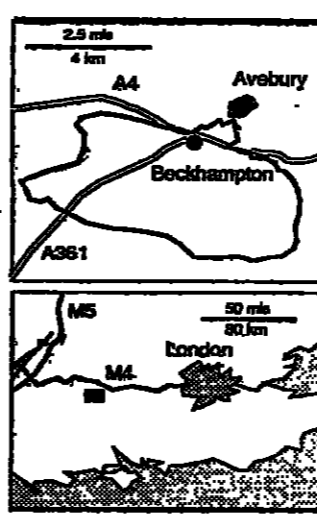 2.5 mls
4 km
A4
Avebury
Beckhampton
A361
50 mls
80 km
M5
London
M4